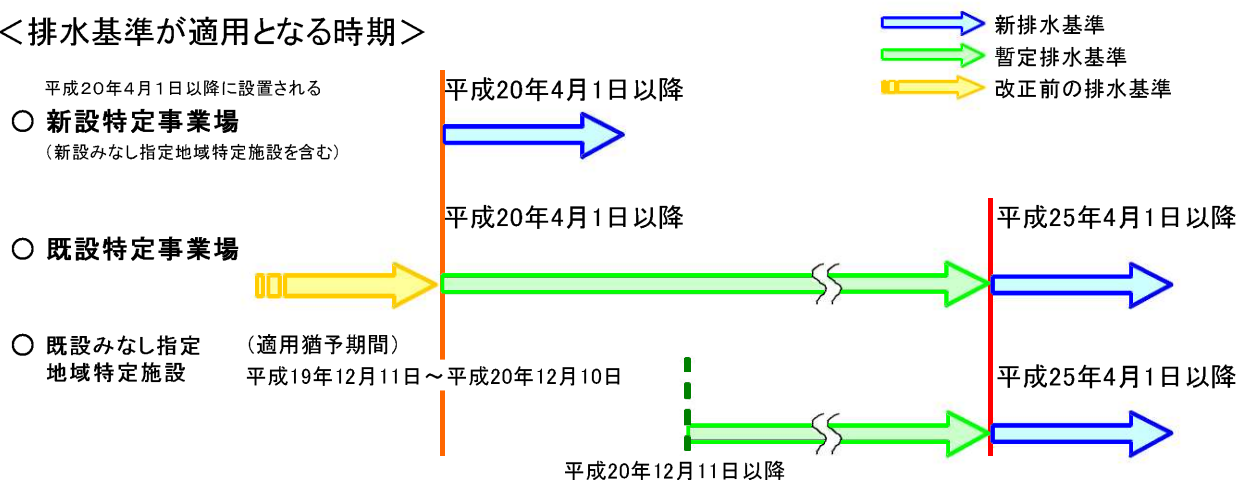 ＜排水基準が適用となる時期＞
新排水基準
暫定排水基準
改正前の排水基準
平成２０年４月１日以降に設置される
○ 新設特定事業場
（新設みなし指定地域特定施設を含む）
平成20年4月1日以降
平成20年4月1日以降
平成25年4月1日以降
○ 既設特定事業場
○ 既設みなし指定
地域特定施設
（適用猶予期間）
平成19年12月11日～平成20年12月10日
平成25年4月1日以降
平成20年12月11日以降